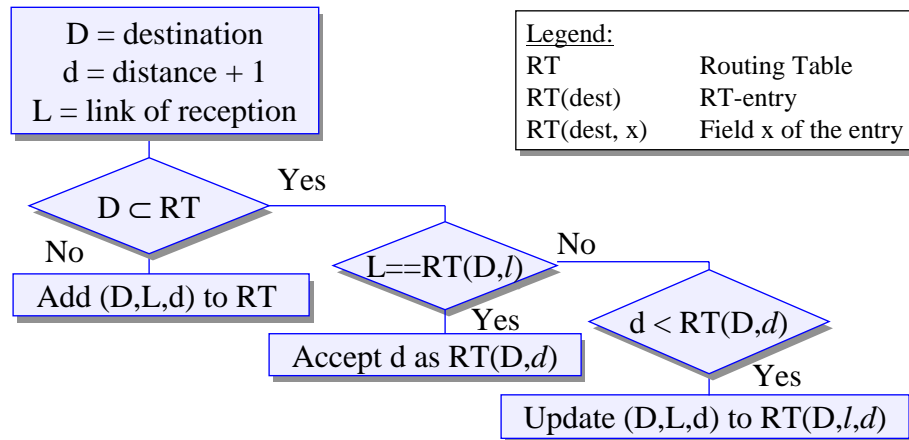 D = destination
d = distance + 1
L = link of reception
Legend:
RT Routing Table
RT(dest) RT-entry
RT(dest, x) Field x of the entry
Yes
D ⊂ RT
No
No
L==RT(D,l)
Add (D,L,d) to RT
Yes
d < RT(D,d)
Accept d as RT(D,d)
Yes
Update (D,L,d) to RT(D,l,d)